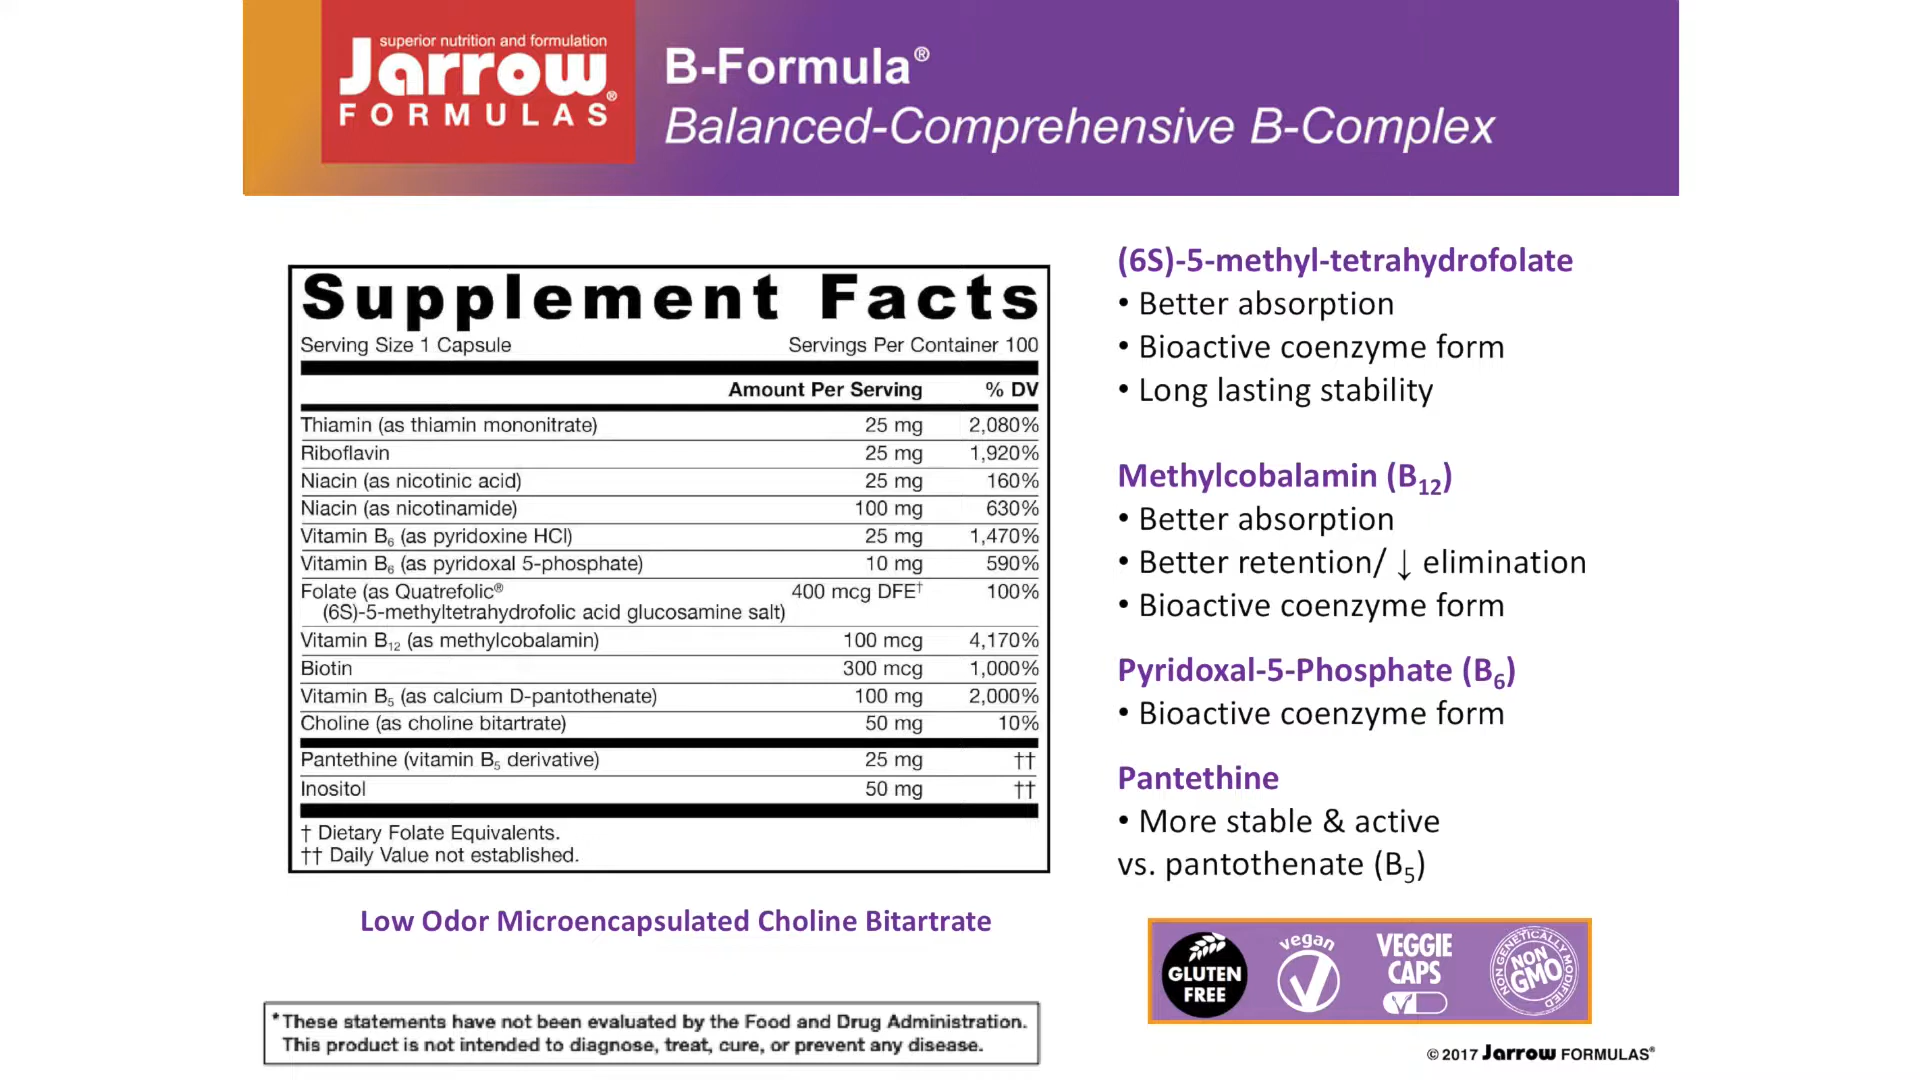 superior nutrition and formulation
Jarrow®
FORMULAS
B-Formula®
Balanced-Comprehensive B-Complex
Supplement Facts
Serving Size 1 Capsule Servings Per Container 100
Amount Per Serving % DV
Thiamin (as thiamin mononitrate) 25 mg 2,080%
Riboflavin 25 mg 1,920%
Niacin (as nicotinic acid) 25 mg 160%
Niacin (as nicotinamide) 100 mg 630%
Vitamin B6 (as pyridoxine HCl) 25 mg 1,470%
Vitamin B6 (as pyridoxal 5-phosphate) 10 mg 590%
Folate (as Quatrefolic® 400 mcg DFE† 100%
(6S)-5-methyltetrahydrofolic acid glucosamine salt)
Vitamin B12 (as methylcobalamin) 100 mcg 4,170%
Biotin 300 mcg 1,000%
Vitamin B5 (as calcium D-pantothenate) 100 mg 2,000%
Choline (as choline bitartrate) 50 mg 10%
Pantethine (vitamin B5 derivative) 25 mg ††
Inositol 50 mg ††
† Dietary Folate Equivalents.
†† Daily Value not established.
Low Odor Microencapsulated Choline Bitartrate
*These statements have not been evaluated by the Food and Drug Administration.
This product is not intended to diagnose, treat, cure, or prevent any disease.
(6S)-5-methyl-tetrahydrofolate
• Better absorption
• Bioactive coenzyme form
• Long lasting stability
Methylcobalamin (B12)
• Better absorption
• Better retention/ ↓ elimination
• Bioactive coenzyme form
Pyridoxal-5-Phosphate (B6)
• Bioactive coenzyme form
Pantethine
• More stable & active
vs. pantothenate (B5)
GLUTEN
FREE
vegan
VEGGIE
CAPS
NON GENETICALLY MODIFIED
NON
GMO
© 2017 Jarrow FORMULAS®